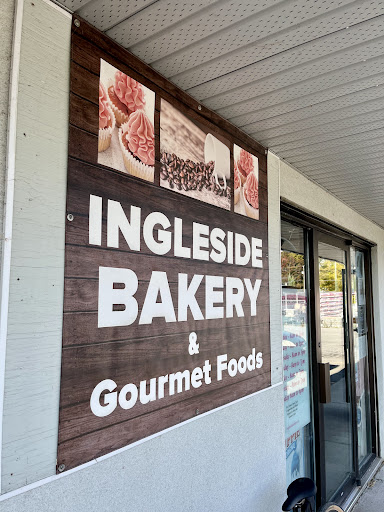 INGLESIDE
BAKERY
&
Gourmet Foods